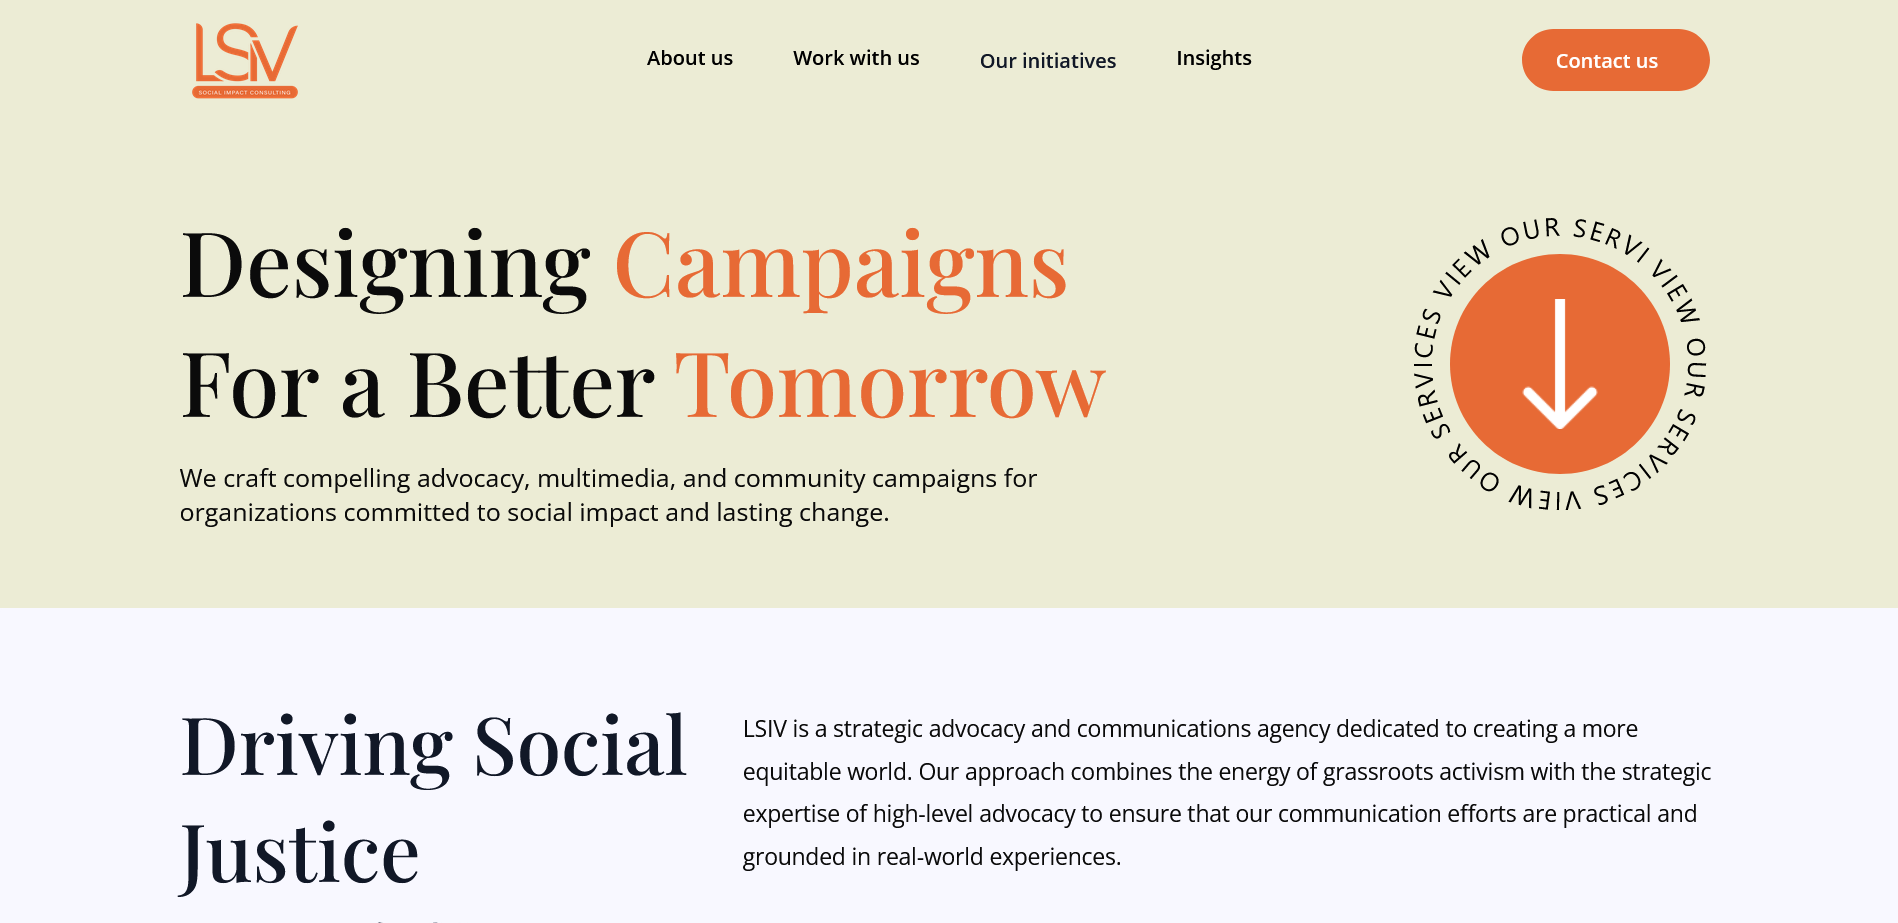 LSIV
SOCIAL IMPACT CONSULTING
About us
Work with us
Our initiatives
Insights
Contact us
Designing Campaigns
For a Better Tomorrow
We craft compelling advocacy, multimedia, and community campaigns for
organizations committed to social impact and lasting change.
VIEW OUR SERVI VIEW OUR SERVICES VIEW OUR SERVICES
Driving Social
Justice
LSIV is a strategic advocacy and communications agency dedicated to creating a more
equitable world. Our approach combines the energy of grassroots activism with the strategic
expertise of high-level advocacy to ensure that our communication efforts are practical and
grounded in real-world experiences.